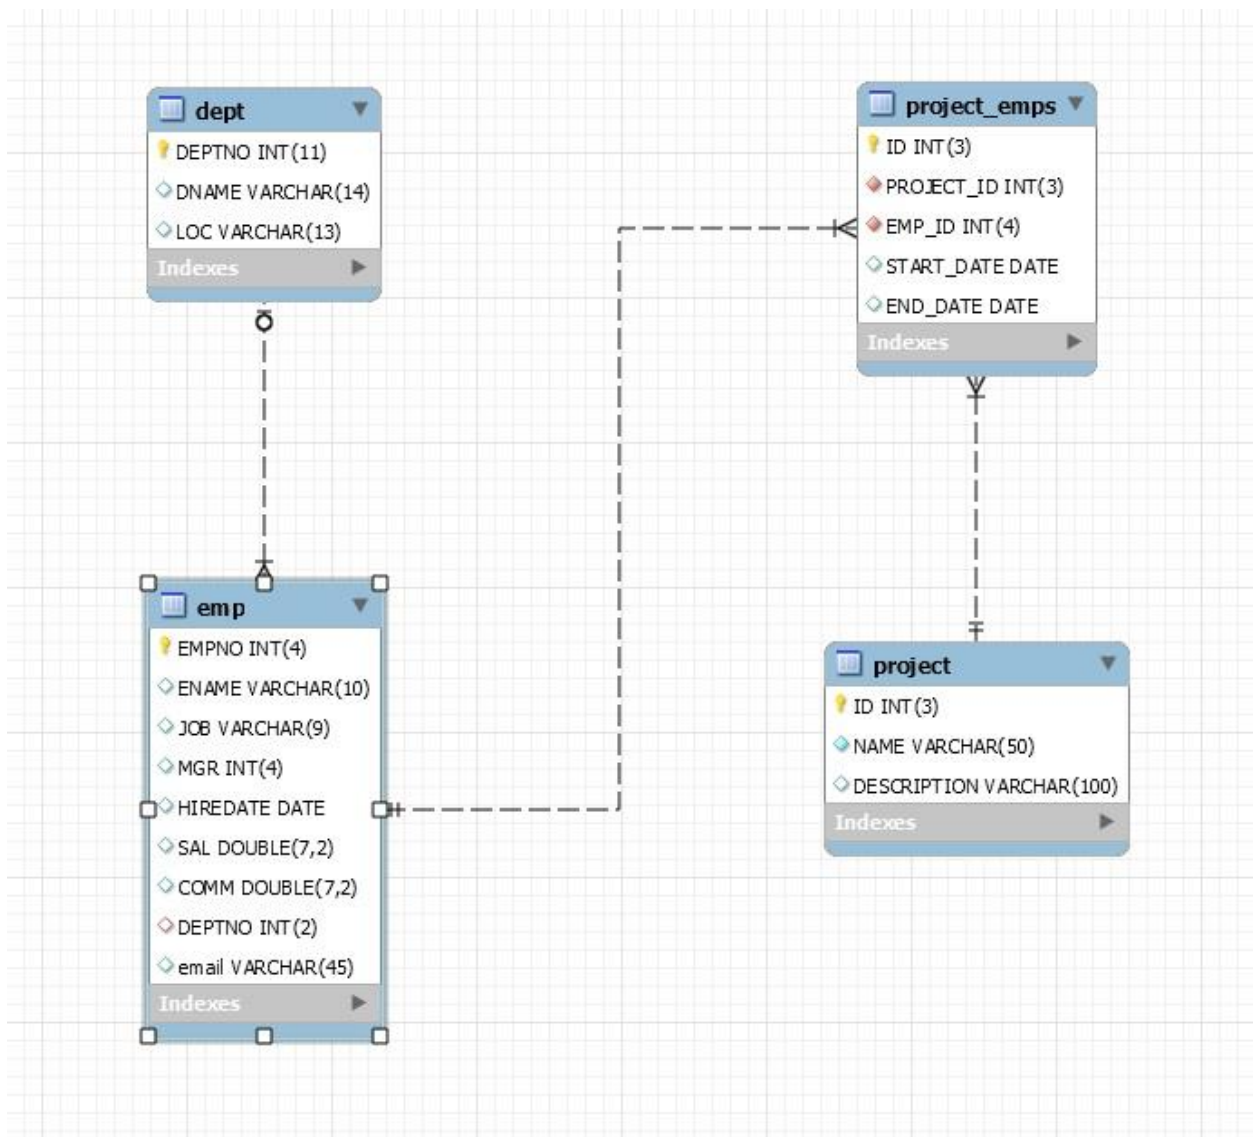 dept
DEPTNO INT(11)
DNAME VARCHAR(14)
LOC VARCHAR(13)
Indexes
project_emps
ID INT(3)
PROJECT_ID INT(3)
EMP_ID INT(4)
START_DATE DATE
END_DATE DATE
Indexes
emp
EMPNO INT(4)
ENAME VARCHAR(10)
JOB VARCHAR(9)
MGR INT(4)
HIREDATE DATE
SAL DOUBLE(7,2)
COMM DOUBLE(7,2)
DEPTNO INT(2)
email VARCHAR(45)
Indexes
project
ID INT(3)
NAME VARCHAR(50)
DESCRIPTION VARCHAR(100)
Indexes